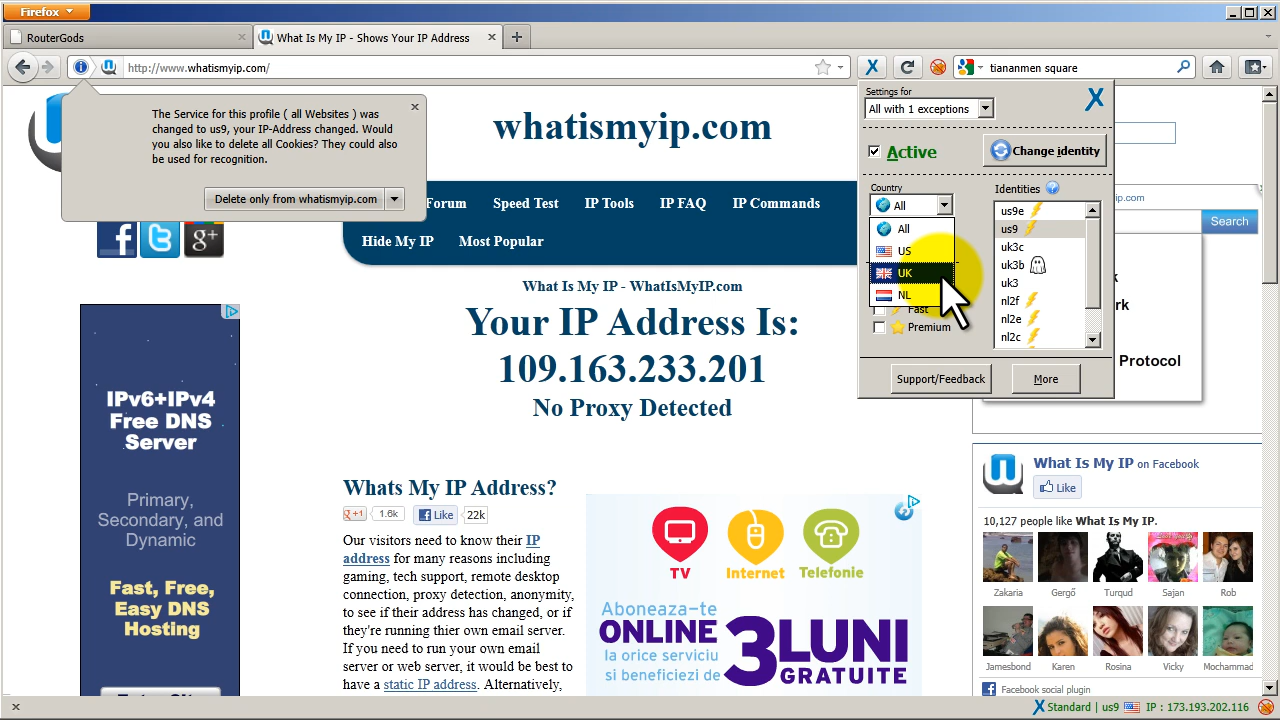 Firefox
RouterGods
What Is My IP - Shows Your IP Address
http://www.whatismyip.com/
tiananmen square
The Service for this profile ( all Websites ) was
changed to us9, your IP-Address changed. Would
you also like to delete all Cookies? They could also
be used for recognition.
Delete only from whatismyip.com
whatismyip.com
Forum
Speed Test
IP Tools
IP FAQ
IP Commands
Hide My IP
Most Popular
Settings for
All with 1 exceptions
Active
Change identity
Country
All
All
US
UK
NL
Fast
Premium
Identities
us9e
us9
uk3c
uk3b
uk3
nl2f
nl2e
nl2c
Support/Feedback
More
yip.com
Search
Protocol
What Is My IP - WhatIsMyIP.com
Your IP Address Is:
109.163.233.201
No Proxy Detected
IPv6+IPv4
Free DNS
Server
Primary,
Secondary, and
Dynamic
Fast, Free,
Easy DNS
Hosting
Whats My IP Address?
+1
1.6k
Like
22k
Our visitors need to know their IP
address for many reasons including
gaming, tech support, remote desktop
connection, proxy detection, anonymity,
to see if their address has changed, or if
they're running thier own email server.
If you need to run your own email
server or web server, it would be best to
have a static IP address. Alternatively,
TV
Internet
Telefonie
Aboneaza-te
ONLINE
la orice serviciu
si beneficiezi de
3LUNI
GRATUITE
What Is My IP on Facebook
Like
10,127 people like What Is My IP.
Zakaria
Gergő
Turqud
Sajan
Rob
Jamesbond
Karen
Rosina
Vicky
Mochammad
Facebook social plugin
Standard | us9
IP : 173.193.202.116